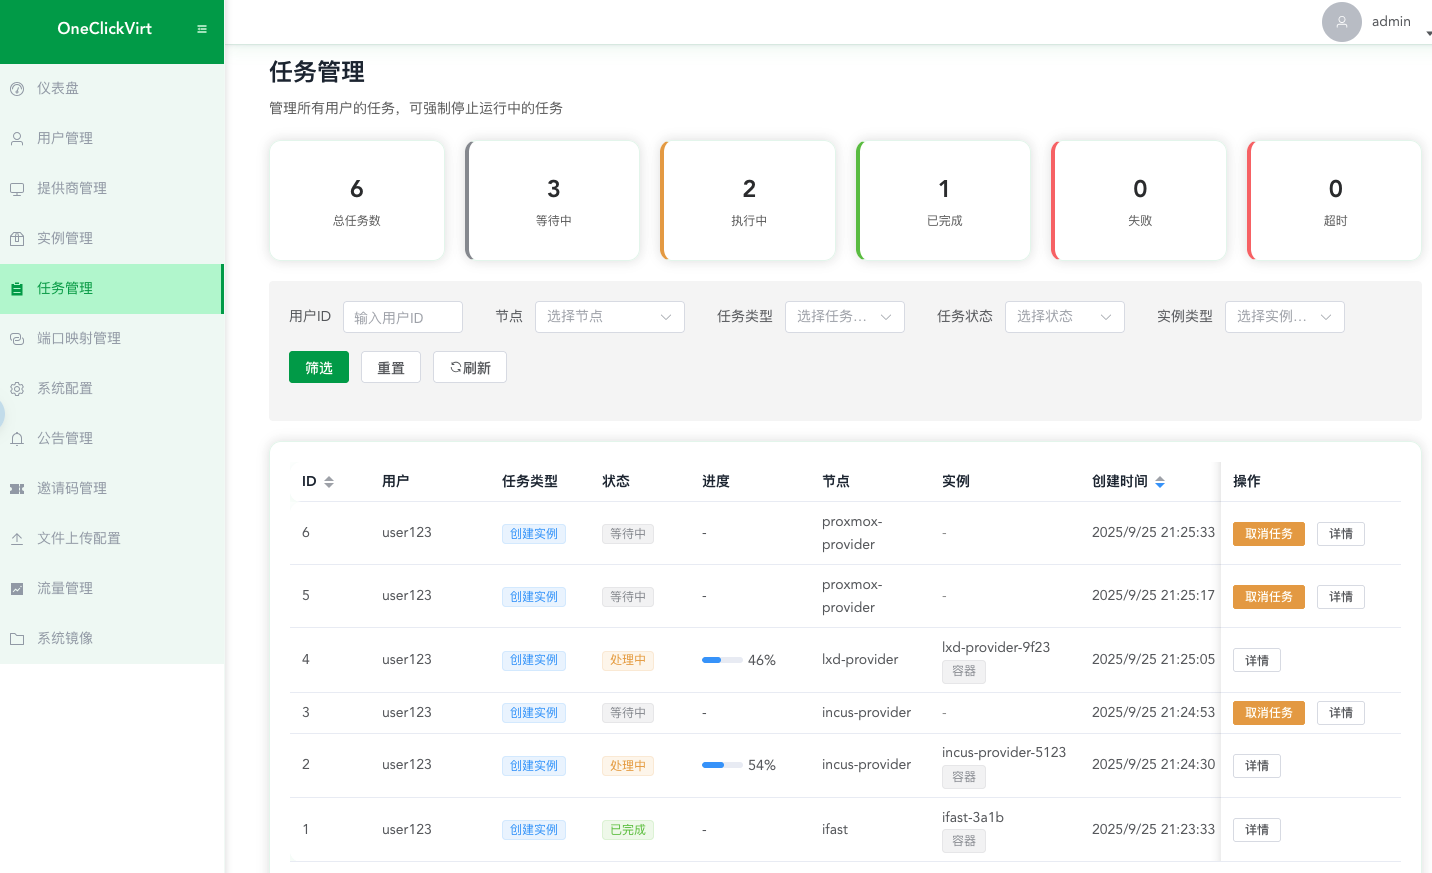 OneClickVirt
admin
仪表盘
用户管理
提供商管理
实例管理
任务管理
端口映射管理
系统配置
公告管理
邀请码管理
文件上传配置
流量管理
系统镜像
任务管理
管理所有用户的任务，可强制停止运行中的任务
6
总任务数
3
等待中
2
执行中
1
已完成
0
失败
0
超时
用户ID 输入用户ID 节点 选择节点 任务类型 选择任务... 任务状态 选择状态 实例类型 选择实例...
筛选 重置 刷新
ID 用户 任务类型 状态 进度 节点 实例 创建时间 操作
6 user123 创建实例 等待中 - proxmox-provider - 2025/9/25 21:25:33 取消任务 详情
5 user123 创建实例 等待中 - proxmox-provider - 2025/9/25 21:25:17 取消任务 详情
4 user123 创建实例 处理中 46% lxd-provider lxd-provider-9f23 容器 2025/9/25 21:25:05 详情
3 user123 创建实例 等待中 - incus-provider - 2025/9/25 21:24:53 取消任务 详情
2 user123 创建实例 处理中 54% incus-provider incus-provider-5123 容器 2025/9/25 21:24:30 详情
1 user123 创建实例 已完成 - ifast ifast-3a1b 容器 2025/9/25 21:23:33 详情